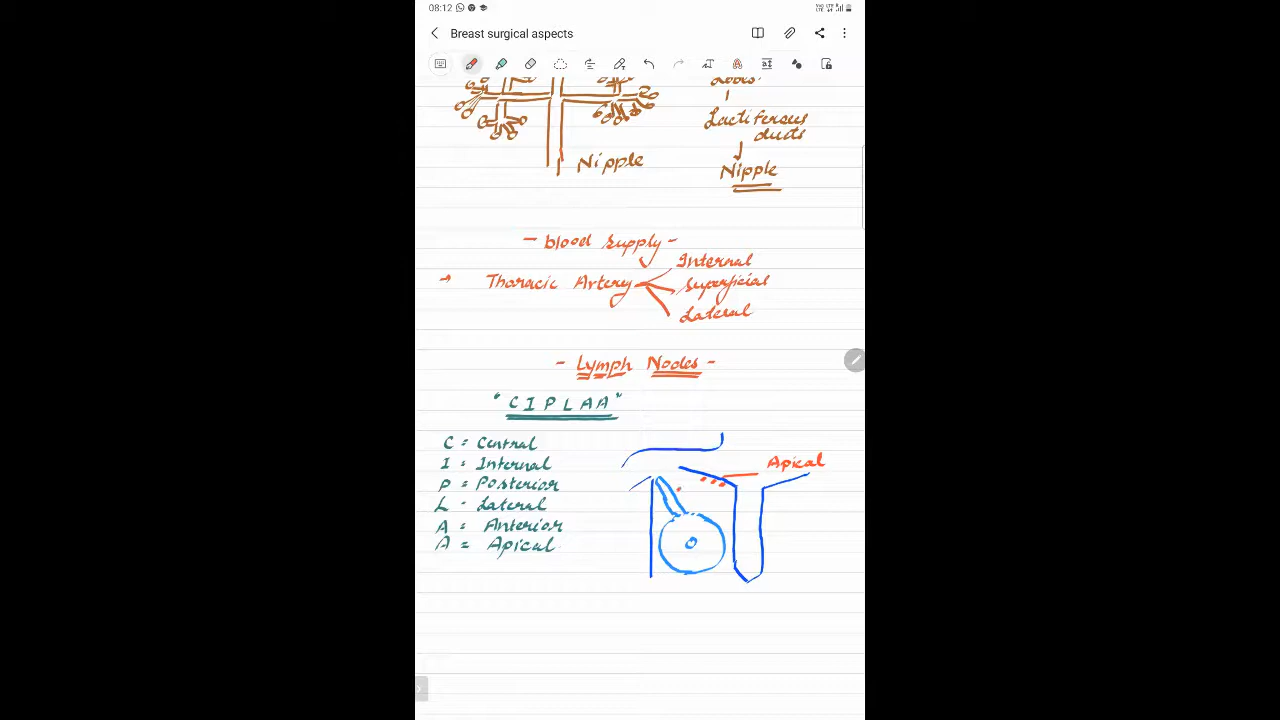 08:12
Breast surgical aspects
Lobes
Lactiferous
ducts
Nipple
Nipple
- blood supply -
→ Thoracic Artery
Internal
Superficial
Lateral
- Lymph Nodes -
"CIPLAA"
C = Central
I = Internal
P = Posterior
L - Lateral
A = Anterior
A = Apical
Apical